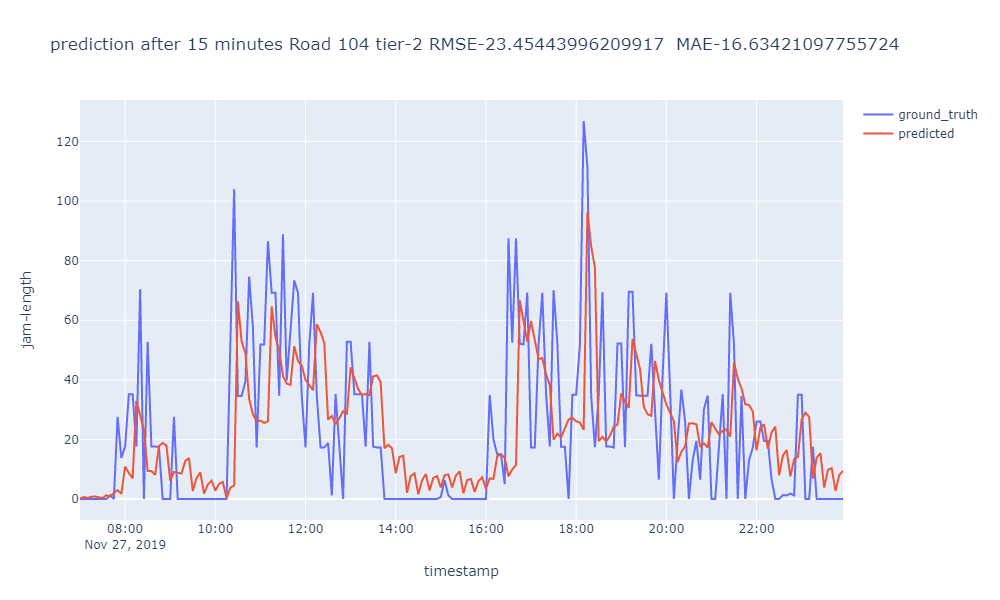 prediction after 15 minutes Road 104 tier-2 RMSE-23.45443996209917  MAE-16.63421097755724
ground_truth
predicted
jam-length
120
100
80
60
40
20
0
08:00 10:00 12:00 14:00 16:00 18:00 20:00 22:00
Nov 27, 2019
timestamp